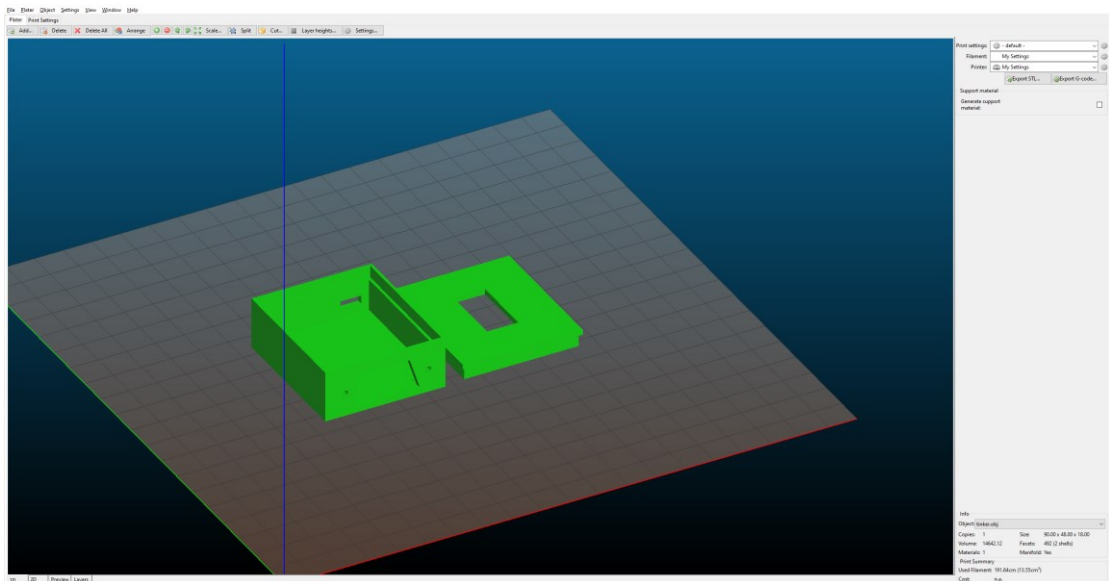 File Plater Object Settings View Window Help
Plater Print Settings
Add... Delete Delete All Arrange Scale... Split Cut... Layer heights... Settings...
Print settings: - default -
Filament: My Settings
Printer: My Settings
Export STL... Export G-code...
Support material
Generate support
material:
Info
Object: tinker.obj
Copies: 1 Size: 90.00 x 48.00 x 18.00
Volume: 14642.12 Facets: 492 (2 shells)
Materials: 1 Manifold: Yes
Print Summary
Used Filament: 191.64cm (13.55cm³)
Cost: n.a.
3D 2D Preview Layers